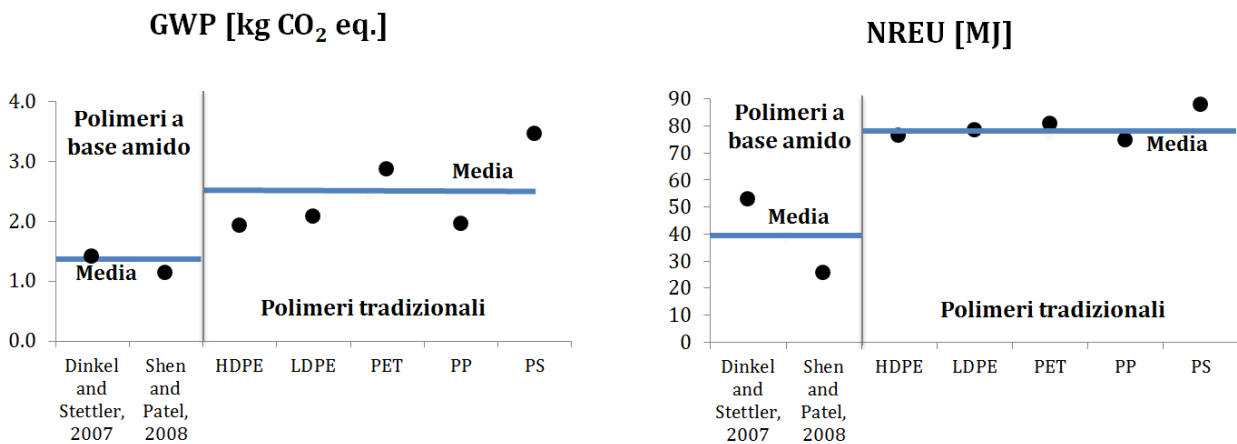 GWP [kg CO₂ eq.]
4.0
3.0
2.0
1.0
0.0
Polimeri a
base amido
Media
Media
Polimeri tradizionali
Dinkel
and
Stettler,
2007
Shen
and
Patel,
2008
HDPE
LDPE
PET
PP
PS
NREU [MJ]
90
80
70
60
50
40
30
20
10
0
Polimeri a
base amido
Media
Media
Polimeri tradizionali
Dinkel
and
Stettler,
2007
Shen
and
Patel,
2008
HDPE
LDPE
PET
PP
PS